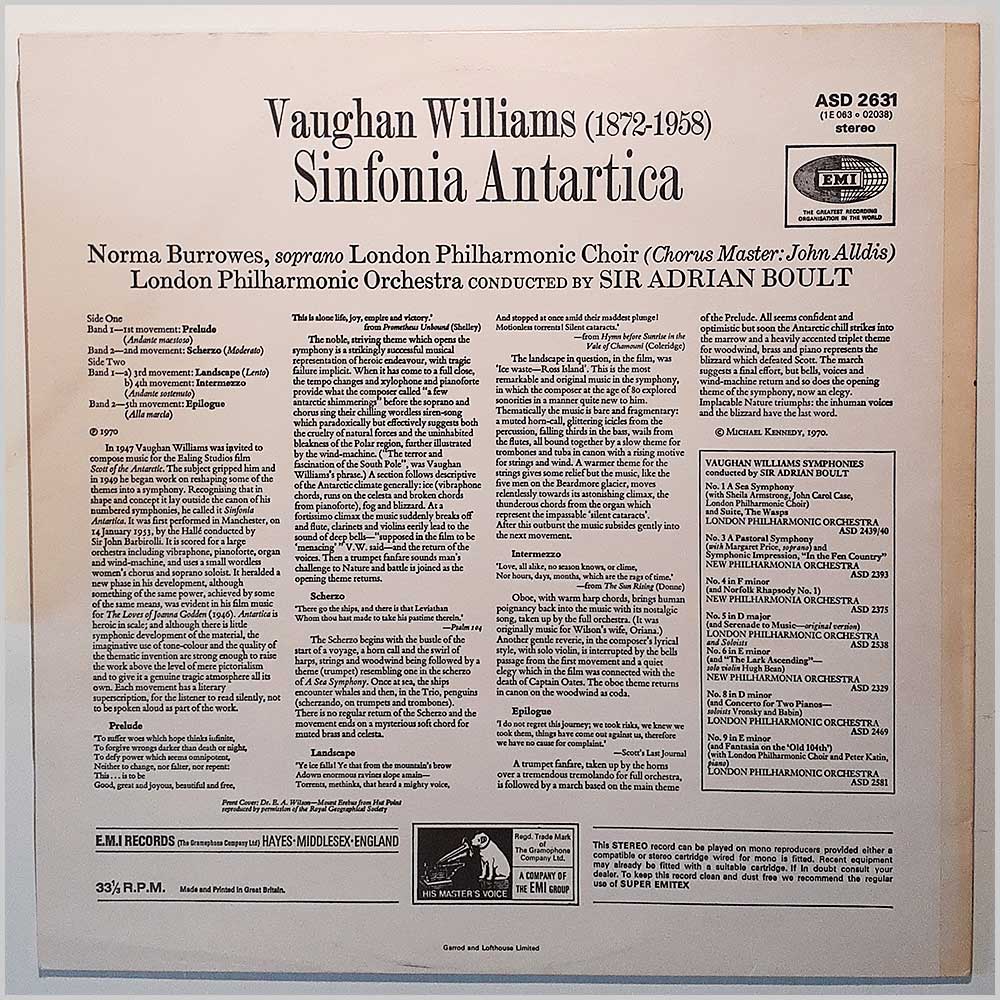 Vaughan Williams (1872-1958)
Sinfonia Antartica
ASD 2631
(1E 063 o 02038)
stereo
EMI
THE GREATEST RECORDING
ORGANISATION IN THE WORLD
Norma Burrowes, soprano London Philharmonic Choir (Chorus Master: John Alldis)
London Philharmonic Orchestra CONDUCTED BY SIR ADRIAN BOULT
Side One
Band 1—1st movement: Prelude
(Andante maestoso)
Band 2—2nd movement: Scherzo (Moderato)
Side Two
Band 1—a) 3rd movement: Landscape (Lento)
b) 4th movement: Intermezzo
(Andante sostenuto)
Band 2—5th movement: Epilogue
(Alla marcia)
℗ 1970
In 1947 Vaughan Williams was invited to
compose music for the Ealing Studios film
Scott of the Antarctic. The subject gripped him and
in 1949 he began work on reshaping some of the
themes into a symphony. Recognising that in
shape and concept it lay outside the canon of his
numbered symphonies, he called it Sinfonia
Antartica. It was first performed in Manchester, on
14 January 1953, by the Hallé conducted by
Sir John Barbirolli. It is scored for a large
orchestra including vibraphone, pianoforte, organ
and wind-machine, and uses a small wordless
women's chorus and soprano soloist. It heralded a
new phase in his development, although
something of the same power, achieved by some
of the same means, was evident in his film music
for The Loves of Joanna Godden (1946). Antartica is
heroic in scale; and although there is little
symphonic development of the material, the
imaginative use of tone-colour and the quality of
the thematic invention are strong enough to raise
the work above the level of mere pictorialism
and to give it a genuine tragic atmosphere all its
own. Each movement has a literary
superscription, for the listener to read silently, not
to be spoken aloud as part of the work.
Prelude
'To suffer woes which hope thinks infinite,
To forgive wrongs darker than death or night,
To defy power which seems omnipotent,
Neither to change, nor falter, nor repent:
This . . . is to be
Good, great and joyous, beautiful and free,
This is alone life, joy, empire and victory.'
from Prometheus Unbound (Shelley)
The noble, striving theme which opens the
symphony is a strikingly successful musical
representation of heroic endeavour, with tragic
failure implicit. When it has come to a full close,
the tempo changes and xylophone and pianoforte
provide what the composer called "a few
antarctic shimmerings" before the soprano and
chorus sing their chilling wordless siren-song
which paradoxically but effectively suggests both
the cruelty of natural forces and the uninhabited
bleakness of the Polar region, further illustrated
by the wind-machine. ("The terror and
fascination of the South Pole", was Vaughan
Williams's phrase.) A section follows descriptive
of the Antarctic climate generally: ice (vibraphone
chords, runs on the celesta and broken chords
from pianoforte), fog and blizzard. At a
fortissimo climax the music suddenly breaks off
and flute, clarinets and violins eerily lead to the
sound of deep bells—"supposed in the film to be
'menacing'" V.W. said—and the return of the
voices. Then a trumpet fanfare sounds man's
challenge to Nature and battle is joined as the
opening theme returns.
Scherzo
'There go the ships, and there is that Leviathan
Whom thou hast made to take his pastime therein.'
—Psalm 104
The Scherzo begins with the bustle of the
start of a voyage, a horn call and the swirl of
harps, strings and woodwind being followed by a
theme (trumpet) resembling one in the scherzo
of A Sea Symphony. Once at sea, the ships
encounter whales and then, in the Trio, penguins
(scherzando, on trumpets and trombones).
There is no regular return of the Scherzo and the
movement ends on a mysterious soft chord for
muted brass and celesta.
Landscape
'Ye ice falls! Ye that from the mountain's brow
Adown enormous ravines slope amain—
Torrents, methinks, that heard a mighty voice,
And stopped at once amid their maddest plunge!
Motionless torrents! Silent cataracts.'
—from Hymn before Sunrise in the
Vale of Chamouni (Coleridge)
The landscape in question, in the film, was
'Ice waste—Ross Island'. This is the most
remarkable and original music in the symphony,
in which the composer at the age of 80 explored
sonorities in a manner quite new to him.
Thematically the music is bare and fragmentary:
a muted horn-call, glittering icicles from the
percussion, falling thirds in the bass, wails from
the flutes, all bound together by a slow theme for
trombones and tuba in canon with a rising motive
for strings and wind. A warmer theme for the
strings gives some relief but the music, like the
five men on the Beardmore glacier, moves
relentlessly towards its astonishing climax, the
thunderous chords from the organ which
represent the impassable 'silent cataracts'.
After this outburst the music subsides gently into
the next movement.
Intermezzo
'Love, all alike, no season knows, or clime,
Nor hours, days, months, which are the rags of time.'
—from The Sun Rising (Donne)
Oboe, with warm harp chords, brings human
poignancy back into the music with its nostalgic
song, taken up by the full orchestra. (It was
originally music for Wilson's wife, Oriana.)
Another gentle reverie, in the composer's lyrical
style, with solo violin, is interrupted by the bells
passage from the first movement and a quiet
elegy which in the film was connected with the
death of Captain Oates. The oboe theme returns
in canon on the woodwind as coda.
Epilogue
'I do not regret this journey; we took risks, we knew we
took them, things have come out against us, therefore
we have no cause for complaint.'
—Scott's Last Journal
A trumpet fanfare, taken up by the horns
over a tremendous tremolando for full orchestra,
is followed by a march based on the main theme
of the Prelude. All seems confident and
optimistic but soon the Antarctic chill strikes into
the marrow and a heavily accented triplet theme
for woodwind, brass and piano represents the
blizzard which defeated Scott. The march
suggests a final effort, but bells, voices and
wind-machine return and so does the opening
theme of the symphony, now an elegy.
Implacable Nature triumphs: the inhuman voices
and the blizzard have the last word.
© MICHAEL KENNEDY, 1970.
VAUGHAN WILLIAMS SYMPHONIES
conducted by SIR ADRIAN BOULT
No. 1 A Sea Symphony
(with Sheila Armstrong, John Carol Case,
London Philharmonic Choir)
and Suite, The Wasps
LONDON PHILHARMONIC ORCHESTRA
ASD 2439/40
No. 3 A Pastoral Symphony
(with Margaret Price, soprano) and
Symphonic Impression, "In the Fen Country"
NEW PHILHARMONIA ORCHESTRA
ASD 2393
No. 4 in F minor
(and Norfolk Rhapsody No. 1)
NEW PHILHARMONIA ORCHESTRA
ASD 2375
No. 5 in D major
(and Serenade to Music—original version)
LONDON PHILHARMONIC ORCHESTRA
and Soloists
ASD 2538
No. 6 in E minor
(and "The Lark Ascending"—
solo violin Hugh Bean)
NEW PHILHARMONIA ORCHESTRA
ASD 2329
No. 8 in D minor
(and Concerto for Two Pianos—
soloists Vronsky and Babin)
LONDON PHILHARMONIC ORCHESTRA
ASD 2469
No. 9 in E minor
(and Fantasia on the 'Old 104th')
(with London Philharmonic Choir and Peter Katin,
piano)
LONDON PHILHARMONIC ORCHESTRA
ASD 2581
Front Cover: Dr. E. A. Wilson—Mount Erebus from Hut Point
reproduced by permission of the Royal Geographical Society
E.M.I RECORDS (The Gramophone Company Ltd) HAYES·MIDDLESEX·ENGLAND
33⅓ R.P.M. Made and Printed in Great Britain.
HIS MASTER'S VOICE
Regd. Trade Mark
of The
Gramophone
Company Ltd.
A COMPANY OF
THE EMI GROUP
This STEREO record can be played on mono reproducers provided either a
compatible or stereo cartridge wired for mono is fitted. Recent equipment
may already be fitted with a suitable cartridge. If in doubt consult your
dealer. To keep this record clean and dust free we recommend the regular
use of SUPER EMITEX
Garrod and Lofthouse Limited